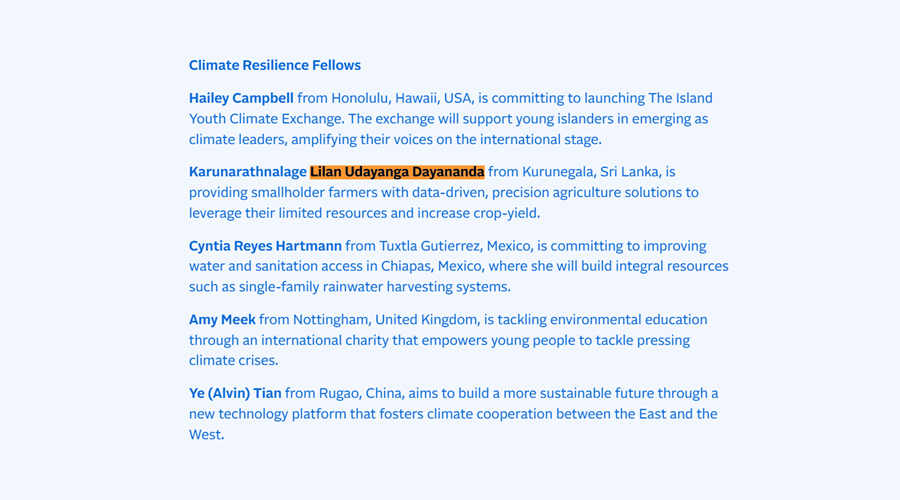 Climate Resilience Fellows
Hailey Campbell from Honolulu, Hawaii, USA, is committing to launching The Island
Youth Climate Exchange. The exchange will support young islanders in emerging as
climate leaders, amplifying their voices on the international stage.
Karunarathnalage Lilan Udayanga Dayananda from Kurunegala, Sri Lanka, is
providing smallholder farmers with data-driven, precision agriculture solutions to
leverage their limited resources and increase crop-yield.
Cyntia Reyes Hartmann from Tuxtla Gutierrez, Mexico, is committing to improving
water and sanitation access in Chiapas, Mexico, where she will build integral resources
such as single-family rainwater harvesting systems.
Amy Meek from Nottingham, United Kingdom, is tackling environmental education
through an international charity that empowers young people to tackle pressing
climate crises.
Ye (Alvin) Tian from Rugao, China, aims to build a more sustainable future through a
new technology platform that fosters climate cooperation between the East and the
West.